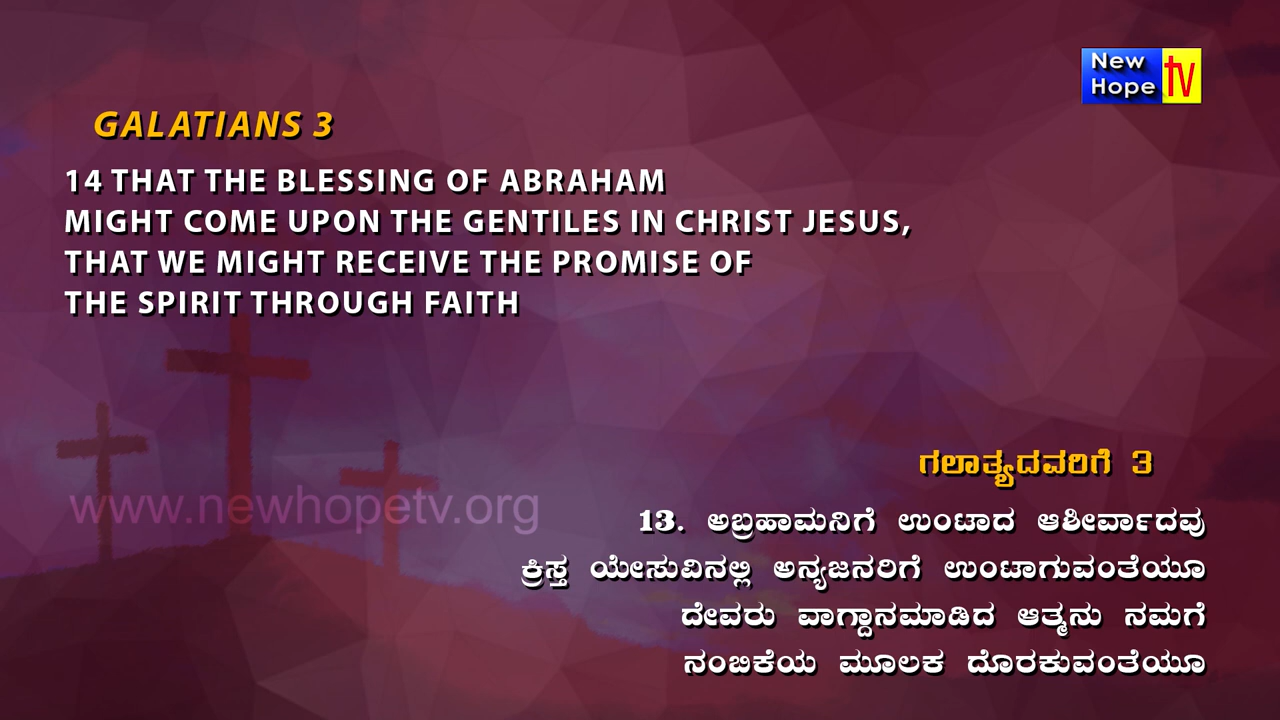 New
Hope
TV
GALATIANS 3
14 THAT THE BLESSING OF ABRAHAM
MIGHT COME UPON THE GENTILES IN CHRIST JESUS,
THAT WE MIGHT RECEIVE THE PROMISE OF
THE SPIRIT THROUGH FAITH
www.newhopetv.org
ಗಲಾತ್ಯದವರಿಗೆ 3
13. ಅಬ್ರಹಾಮನಿಗೆ ಉಂಟಾದ ಆಶೀರ್ವಾದವು
ಕ್ರಿಸ್ತ ಯೇಸುವಿನಲ್ಲಿ ಅನ್ಯಜನರಿಗೆ ಉಂಟಾಗುವಂತೆಯೂ
ದೇವರು ವಾಗ್ದಾನಮಾಡಿದ ಆತ್ಮನು ನಮಗೆ
ನಂಬಿಕೆಯ ಮೂಲಕ ದೊರಕುವಂತೆಯೂ